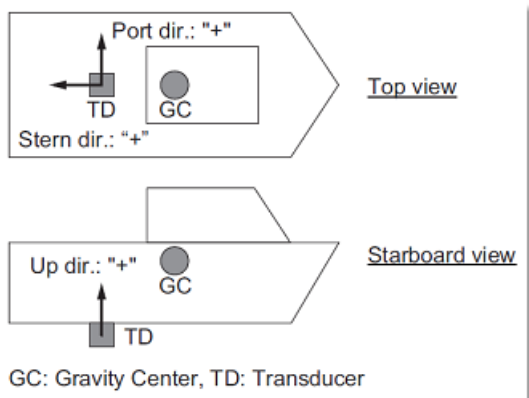 Port dir.: "+"
TD
GC
Top view
Stern dir.: “+”
Up dir.: "+"
GC
Starboard view
TD
GC: Gravity Center, TD: Transducer